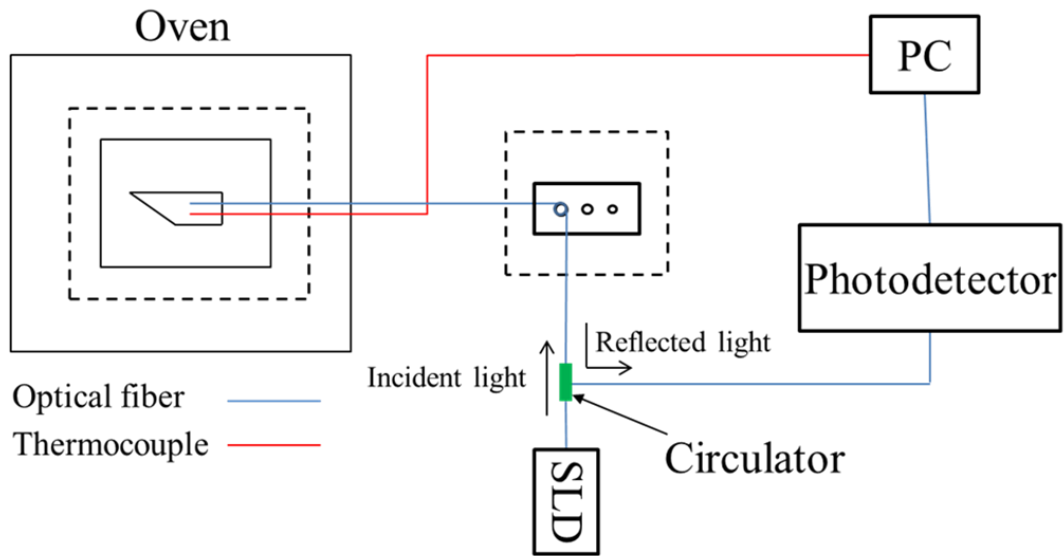 Oven
PC
Photodetector
Reflected light
Incident light
Optical fiber
Thermocouple
Circulator
SLD